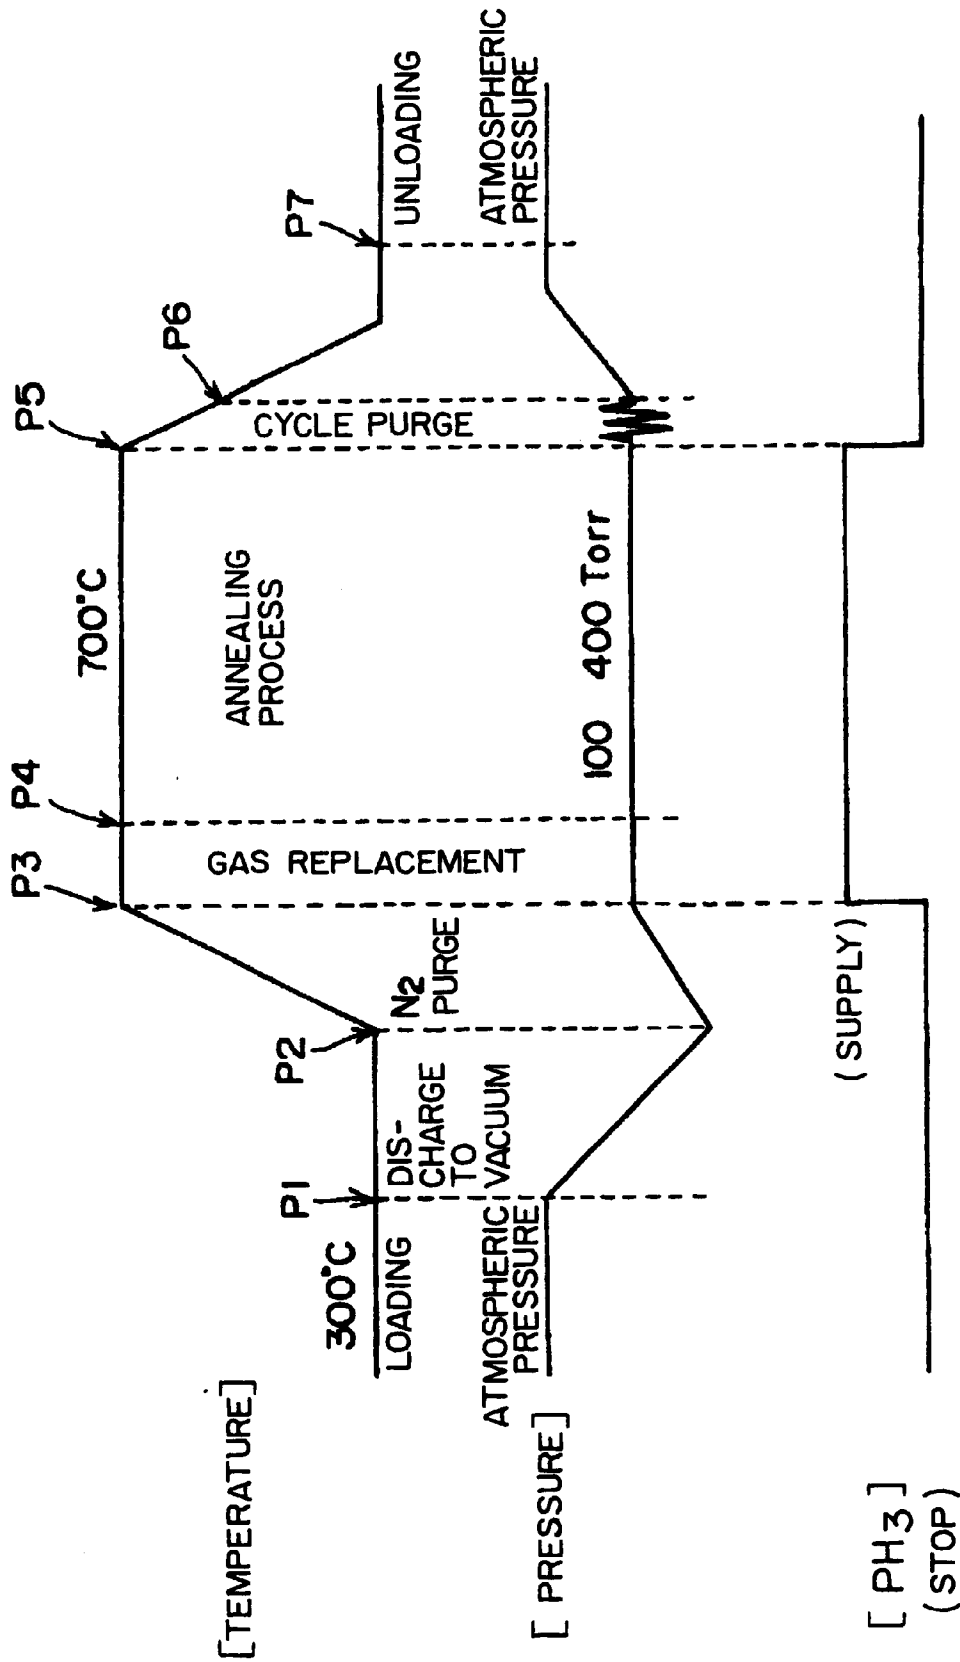 [TEMPERATURE]
300°C
LOADING
P1
P2
DIS-
CHARGE
TO
VACUUM
N2
PURGE
P3
P4
GAS REPLACEMENT
700°C
ANNEALING
PROCESS
P5
P6
CYCLE PURGE
P7
UNLOADING
[PRESSURE]
ATMOSPHERIC
PRESSURE
100 400 Torr
ATMOSPHERIC
PRESSURE
[PH3]
(STOP)
(SUPPLY)